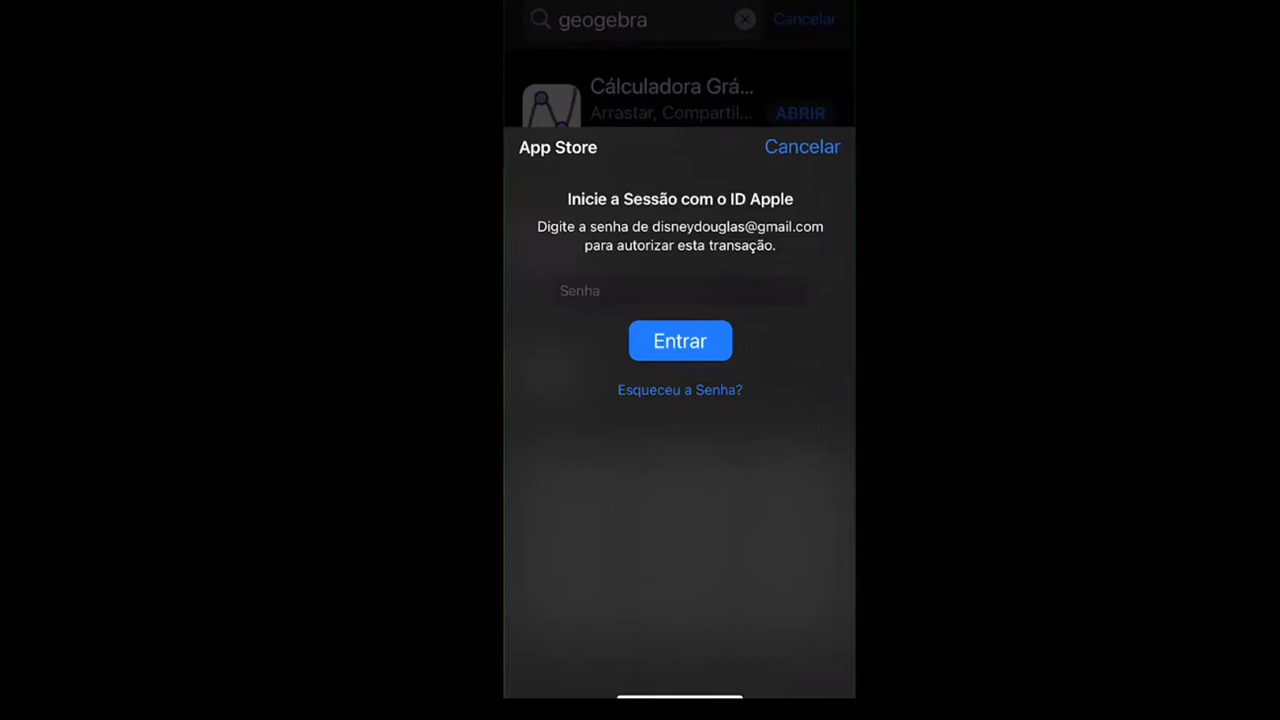 geogebra
Cancelar
Cálculadora Grá...
Arrastar, Compartil...
ABRIR
App Store
Cancelar
Inicie a Sessão com o ID Apple
Digite a senha de disneydouglas@gmail.com
para autorizar esta transação.
Senha
Entrar
Esqueceu a Senha?